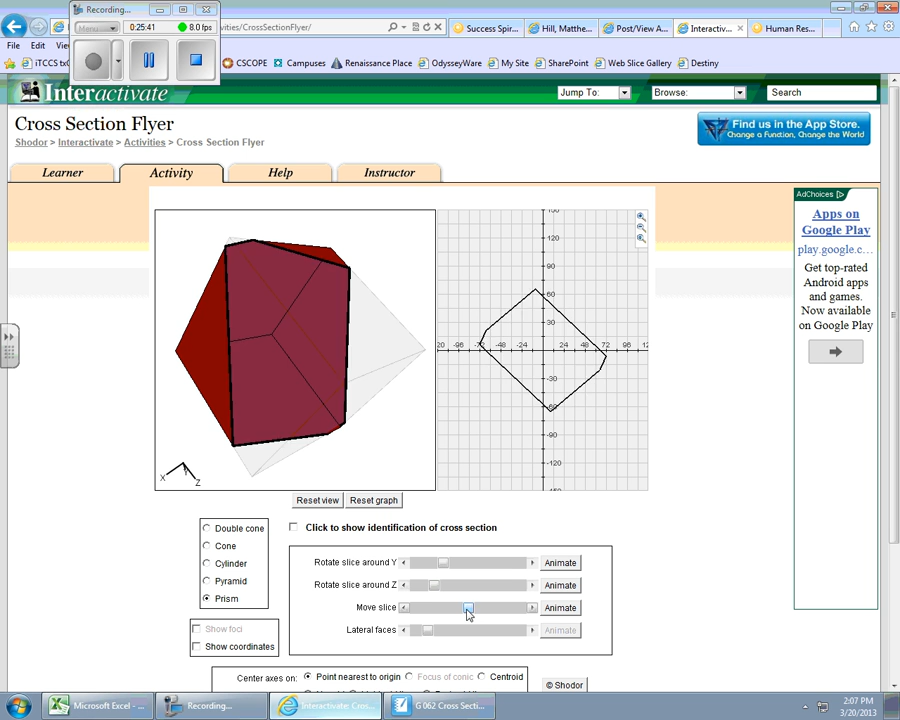 Recording...
Menu
0:25:41
8.0 fps
vities/CrossSectionFlyer/
Success Spir...
Hill, Matthe...
Post/View A...
Interactiv...
Human Res...
File
Edit
iTCCS
CSCOPE
Campuses
Renaissance Place
OdysseyWare
My Site
SharePoint
Web Slice Gallery
Destiny
Interactivate
Jump To:
Browse:
Search
Cross Section Flyer
Shodor > Interactivate > Activities > Cross Section Flyer
Find us in the App Store.
Change a Function, Change the World
Learner
Activity
Help
Instructor
AdChoices
Apps on
Google Play
play.google.c...
Get top-rated
Android apps
and games.
Now available
on Google Play
150
120
90
60
30
20 -96 -72 -48 -24 24 48 72 96 12
-30
-60
-90
-120
-150
X Y Z
Reset view
Reset graph
Double cone
Cone
Cylinder
Pyramid
Prism
Click to show identification of cross section
Rotate slice around Y
Animate
Rotate slice around Z
Animate
Move slice
Animate
Lateral faces
Animate
Show foci
Show coordinates
Center axes on:
Point nearest to origin
Focus of conic
Centroid
© Shodor
Microsoft Excel - ...
Recording...
Interactivate: Cros...
G 062 Cross Secti...
2:07 PM
3/20/2013